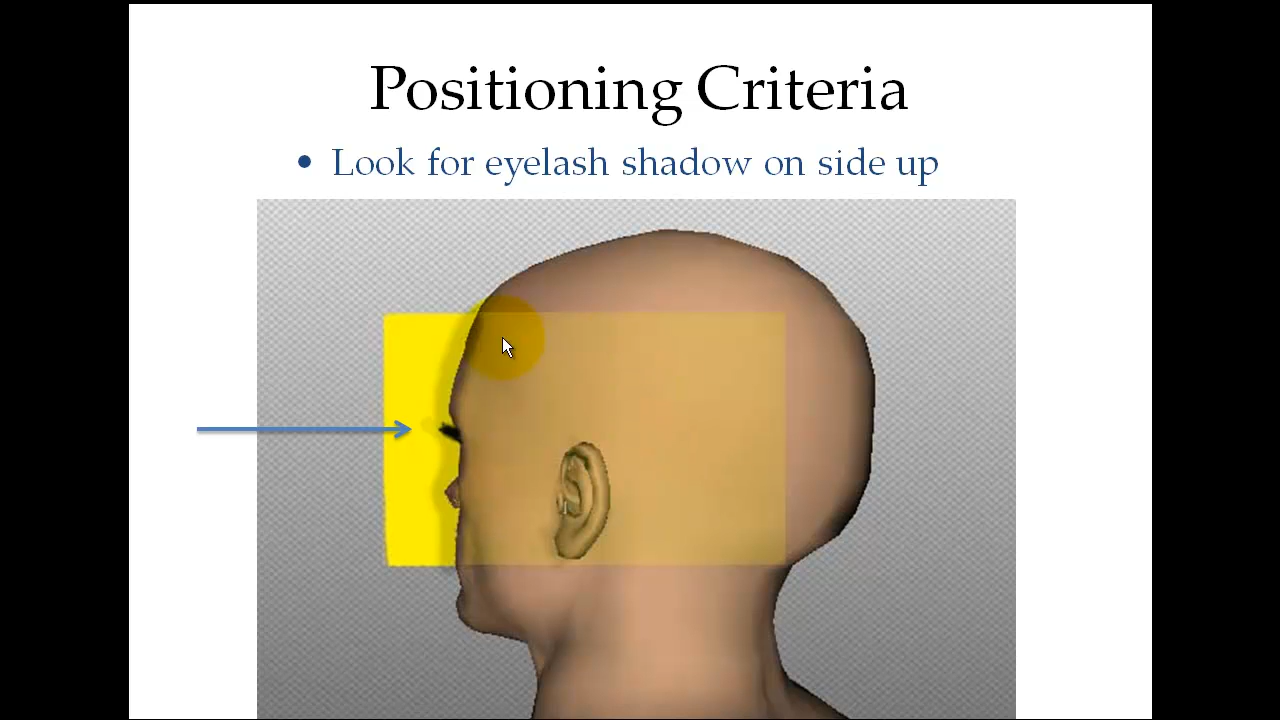 Positioning Criteria
• Look for eyelash shadow on side up